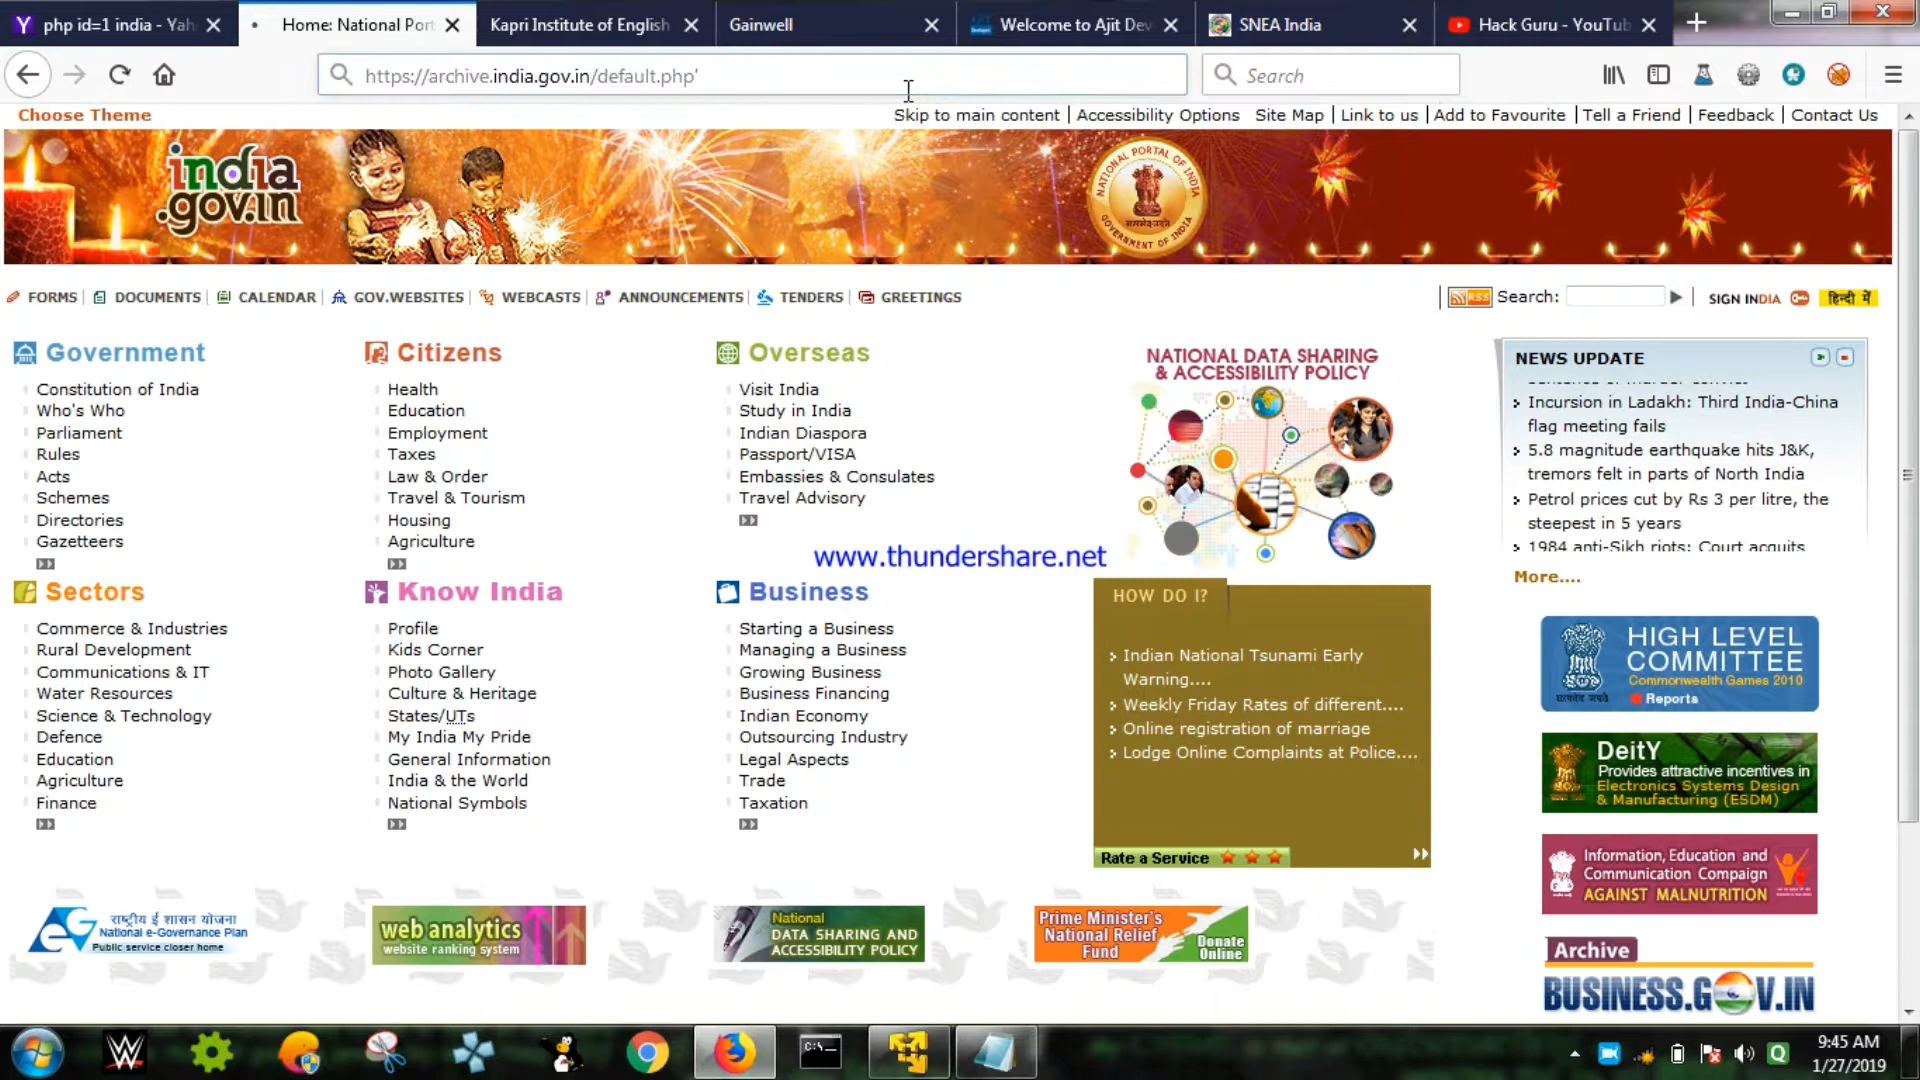 php id=1 india - Yah
Home: National Port
Kapri Institute of English
Gainwell
Welcome to Ajit Dev
SNEA India
Hack Guru - YouTub
https://archive.india.gov.in/default.php'
Search
Choose Theme
Skip to main content | Accessibility Options Site Map | Link to us | Add to Favourite | Tell a Friend | Feedback | Contact Us
india
.gov.in
NATIONAL PORTAL OF INDIA
सत्यमेव जयते
GOVERNMENT OF INDIA
FORMS | DOCUMENTS | CALENDAR | GOV.WEBSITES | WEBCASTS | ANNOUNCEMENTS | TENDERS | GREETINGS
RSS Search: SIGN INDIA हिन्दी में
Government
Constitution of India
Who's Who
Parliament
Rules
Acts
Schemes
Directories
Gazetteers
Citizens
Health
Education
Employment
Taxes
Law & Order
Travel & Tourism
Housing
Agriculture
Overseas
Visit India
Study in India
Indian Diaspora
Passport/VISA
Embassies & Consulates
Travel Advisory
NATIONAL DATA SHARING
& ACCESSIBILITY POLICY
NEWS UPDATE
Incursion in Ladakh: Third India-China
flag meeting fails
5.8 magnitude earthquake hits J&K,
tremors felt in parts of North India
Petrol prices cut by Rs 3 per litre, the
steepest in 5 years
1984 anti-Sikh riots: Court acquits
More....
www.thundershare.net
Sectors
Commerce & Industries
Rural Development
Communications & IT
Water Resources
Science & Technology
Defence
Education
Agriculture
Finance
Know India
Profile
Kids Corner
Photo Gallery
Culture & Heritage
States/UTs
My India My Pride
General Information
India & the World
National Symbols
Business
Starting a Business
Managing a Business
Growing Business
Business Financing
Indian Economy
Outsourcing Industry
Legal Aspects
Trade
Taxation
HOW DO I?
Indian National Tsunami Early
Warning....
Weekly Friday Rates of different....
Online registration of marriage
Lodge Online Complaints at Police....
Rate a Service
HIGH LEVEL
COMMITTEE
Commonwealth Games 2010
Reports
DeitY
Provides attractive incentives in
Electronics Systems Design
& Manufacturing (ESDM)
Information, Education and
Communication Compaign
AGAINST MALNUTRITION
Archive
BUSINESS.GOV.IN
राष्ट्रीय ई शासन योजना
National e-Governance Plan
Public service closer home
web analytics
website ranking system
National
DATA SHARING AND
ACCESSIBILITY POLICY
Prime Minister's
National Relief
Fund
Donate
Online
C:\
9:45 AM
1/27/2019